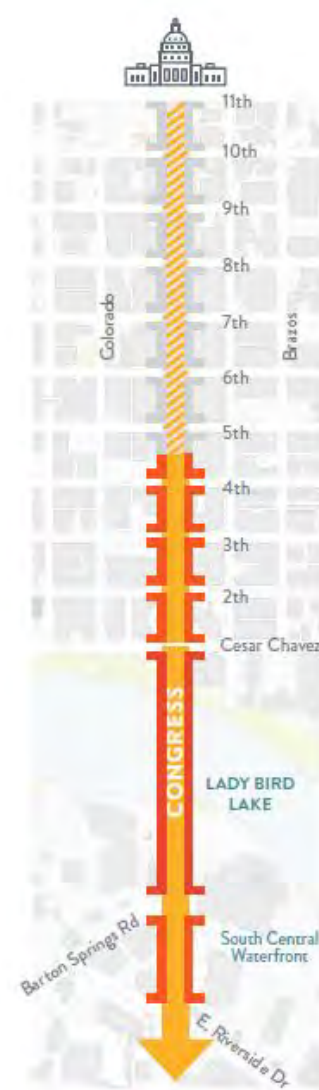 11th
10th
9th
8th
Colorado
Brazos
7th
6th
5th
4th
3th
2th
Cesar Chavez
CONGRESS
LADY BIRD
LAKE
Barton Springs Rd
South Central
Waterfront
E. Riverside Dr.